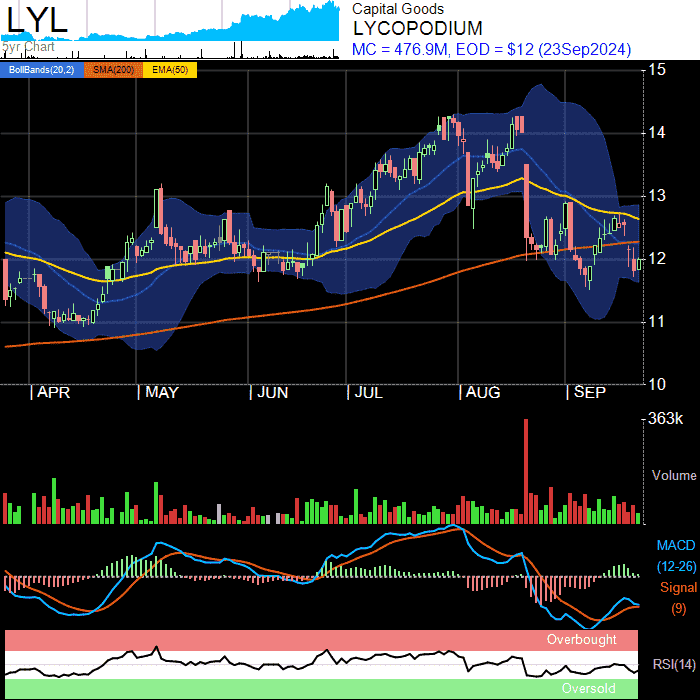 LYL
5yr Chart
Capital Goods
LYCOPODIUM
MC = 476.9M, EOD = $12 (23Sep2024)
BollBands(20,2) SMA(200) EMA(50)
15
14
13
12
11
10
APR MAY JUN JUL AUG SEP
363k
Volume
MACD
(12-26)
Signal
(9)
Overbought
RSI(14)
Oversold